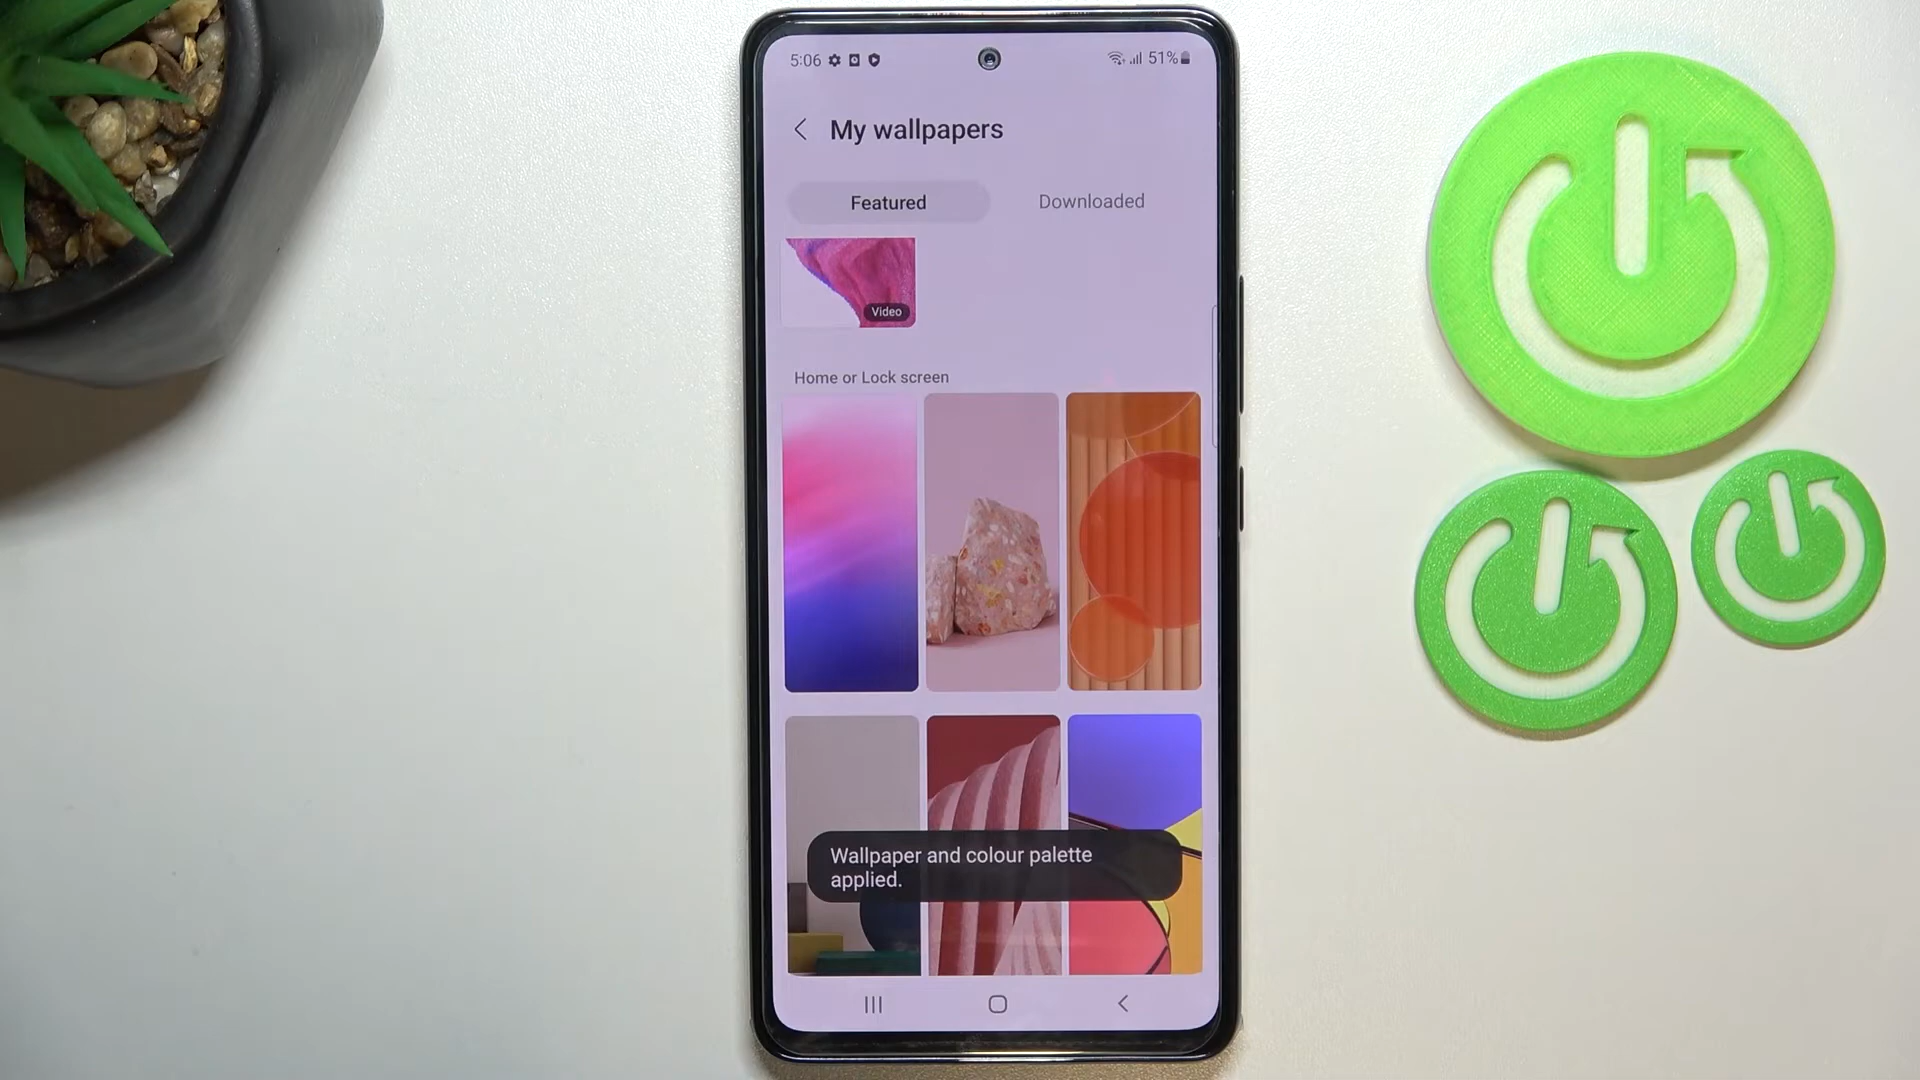 5:06 51%
My wallpapers
Featured Downloaded
Video
Home or Lock screen
Wallpaper and colour palette
applied.